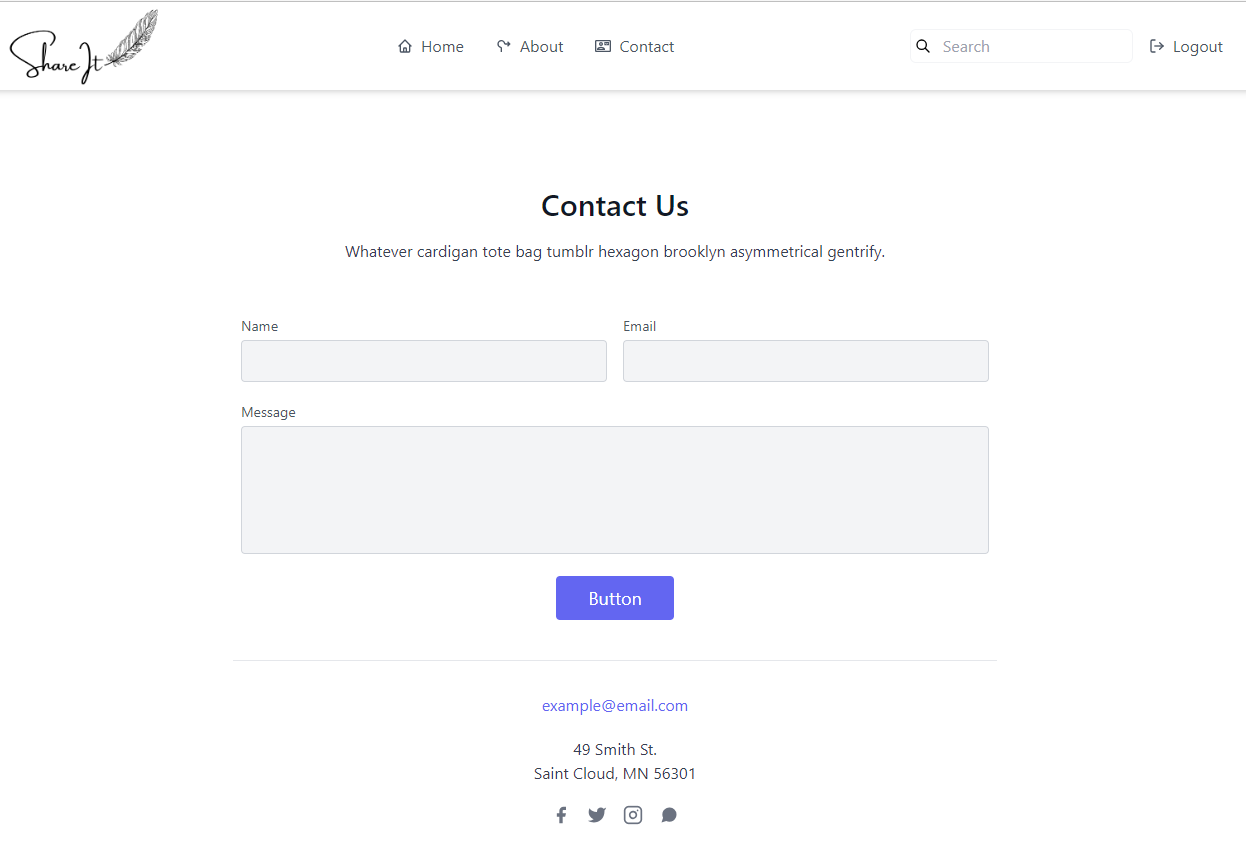 Share It
Home
About
Contact
Search
Logout
Contact Us
Whatever cardigan tote bag tumblr hexagon brooklyn asymmetrical gentrify.
Name
Email
Message
Button
example@email.com
49 Smith St.
Saint Cloud, MN 56301